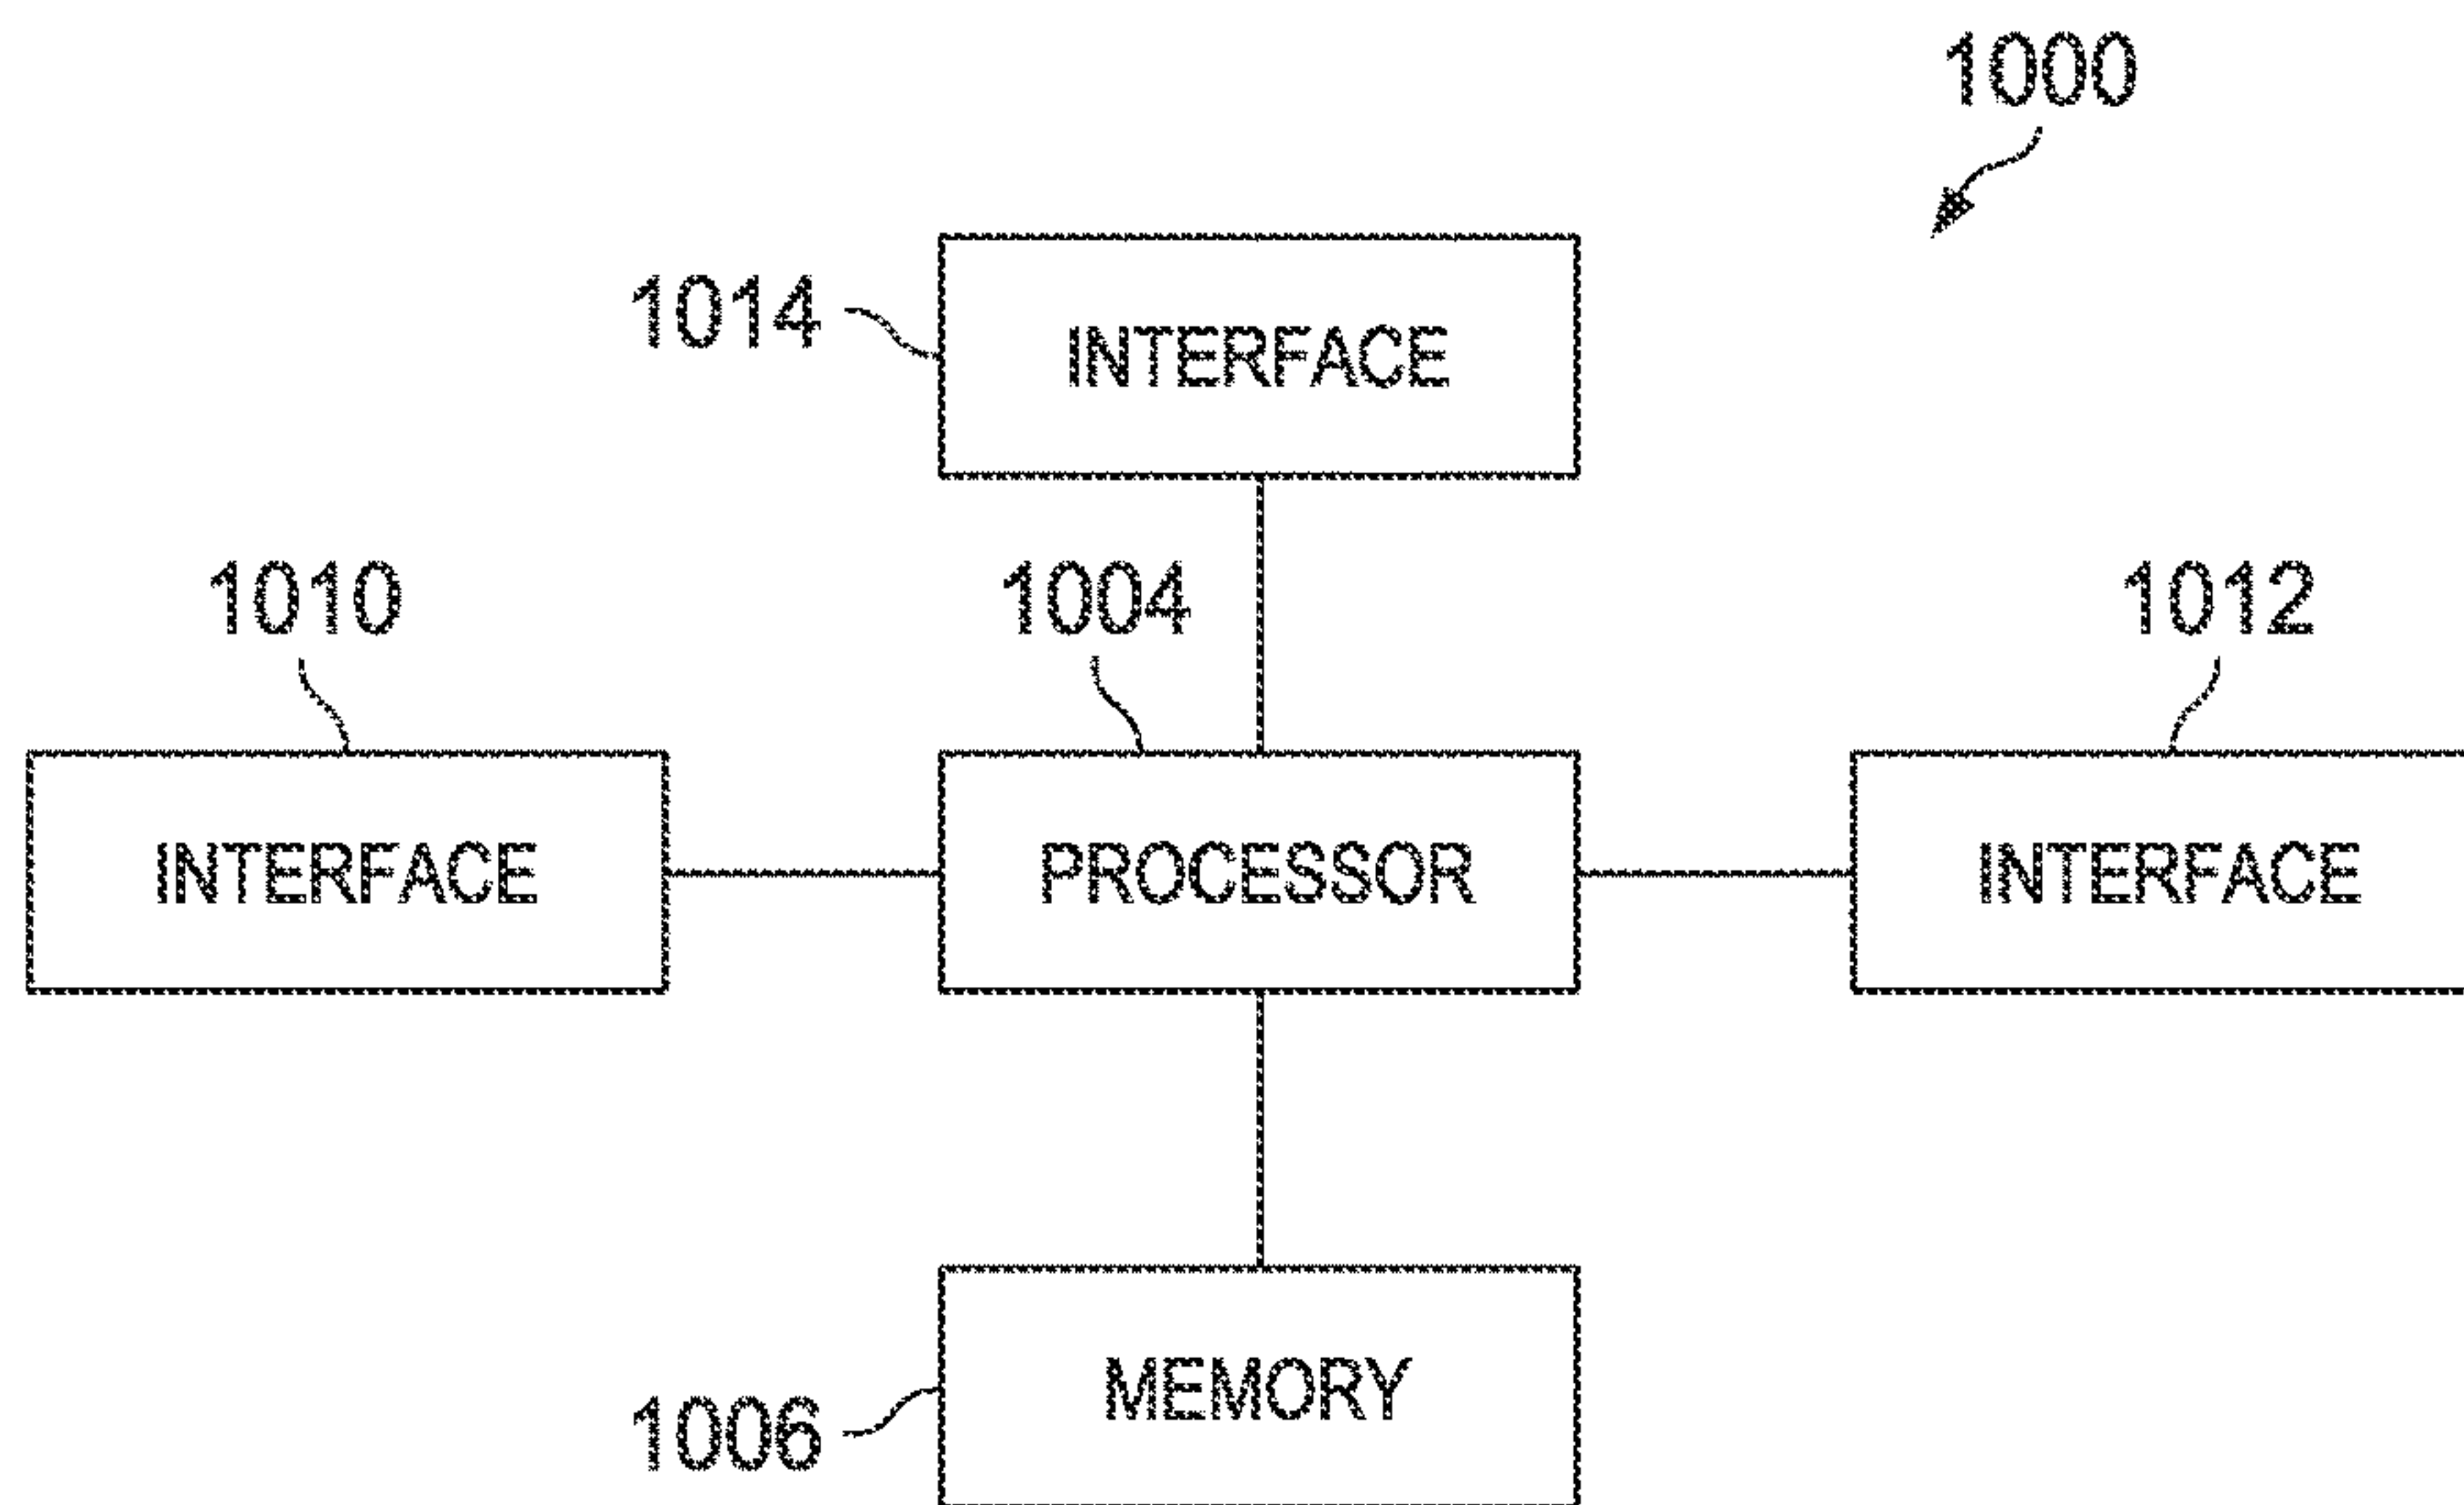 1000
1014
INTERFACE
1010
1004
1012
INTERFACE
PROCESSOR
INTERFACE
MEMORY
1006